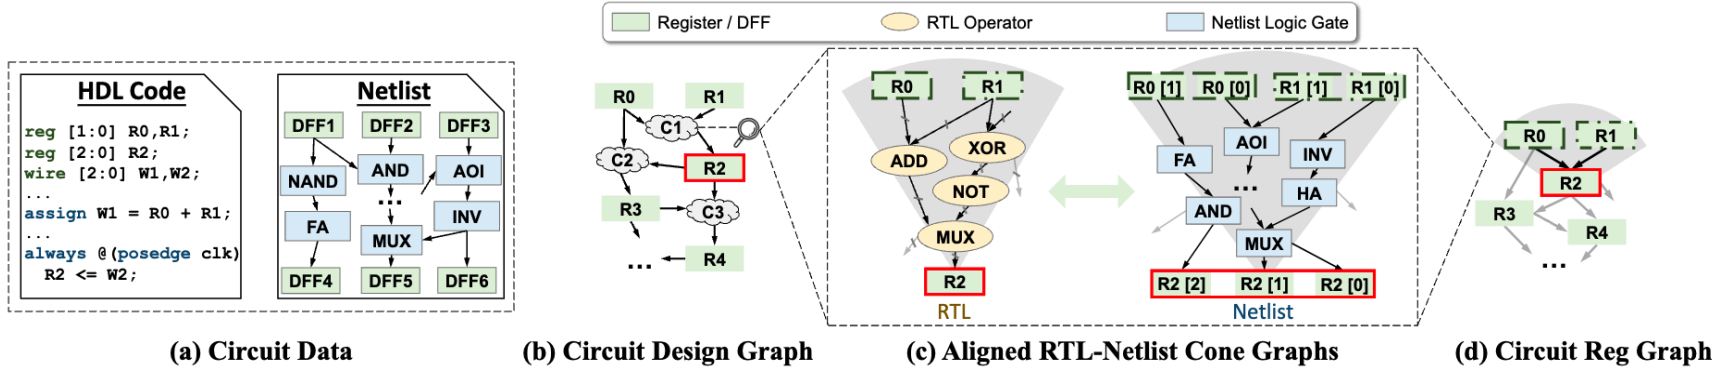 Register / DFF
RTL Operator
Netlist Logic Gate
HDL Code
reg [1:0] R0,R1;
reg [2:0] R2;
wire [2:0] W1,W2;
...
assign W1 = R0 + R1;
...
always @(posedge clk)
R2 <= W2;
Netlist
DFF1 DFF2 DFF3
NAND AND AOI
...
FA MUX INV
DFF4 DFF5 DFF6
(a) Circuit Data
R0 R1
C1
C2 R2
R3 C3
... R4
(b) Circuit Design Graph
R0 R1
ADD XOR
NOT
MUX
R2
RTL
R0 [1] R0 [0] R1 [1] R1 [0]
FA AOI INV
... HA
AND
MUX
R2 [2] R2 [1] R2 [0]
Netlist
(c) Aligned RTL-Netlist Cone Graphs
R0 R1
R2
R3 R4
...
(d) Circuit Reg Graph